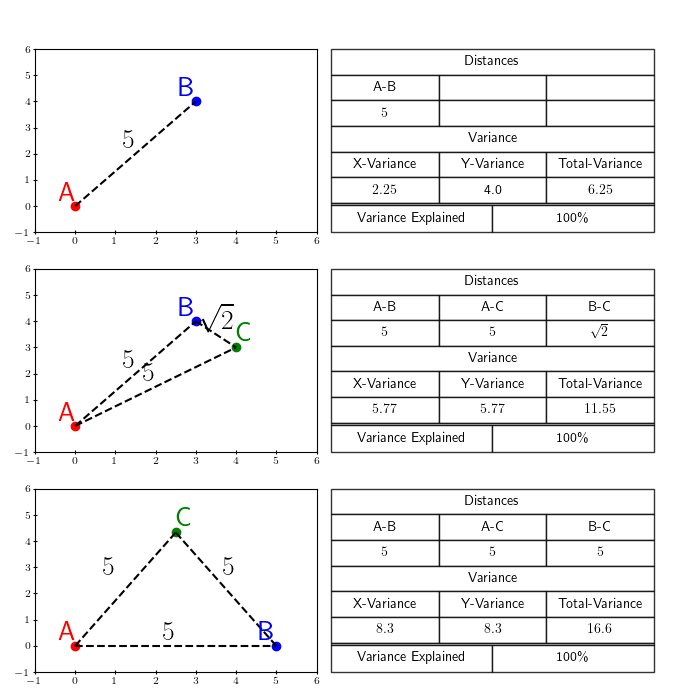 6
5
4
3
2
1
0
−1
−1 0 1 2 3 4 5 6
A
B
5
Distances
A-B
5
Variance
X-Variance Y-Variance Total-Variance
2.25 4.0 6.25
Variance Explained 100%
6
5
4
3
2
1
0
−1
−1 0 1 2 3 4 5 6
A
B
C
5
5
√2
Distances
A-B A-C B-C
5 5 √2
Variance
X-Variance Y-Variance Total-Variance
5.77 5.77 11.55
Variance Explained 100%
6
5
4
3
2
1
0
−1
−1 0 1 2 3 4 5 6
C
5 5
A 5 B
Distances
A-B A-C B-C
5 5 5
Variance
X-Variance Y-Variance Total-Variance
8.3 8.3 16.6
Variance Explained 100%